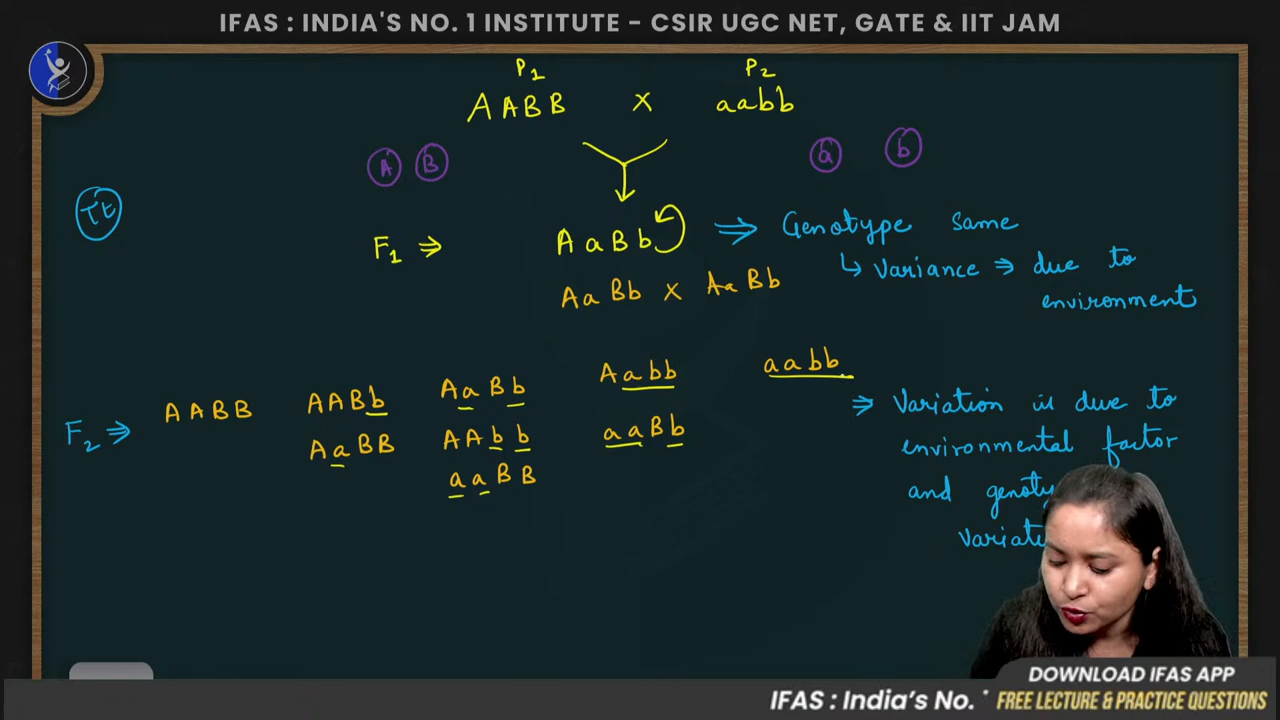 IFAS : INDIA'S NO. 1 INSTITUTE - CSIR UGC NET, GATE & IIT JAM
P1 P2
AABB X aabb
A B a b
Tt
F1 ⇒ AaBb ⇒ Genotype same
↳ Variance ⇒ due to
environment
AaBb X AaBb
F2 ⇒ AABB AABb AaBb Aabb aabb
AaBB AAbb aaBb
aaBB
⇒ Variation is due to
environmental factor
and
DOWNLOAD IFAS APP
IFAS : India's No. FREE LECTURE & PRACTICE QUESTIONS